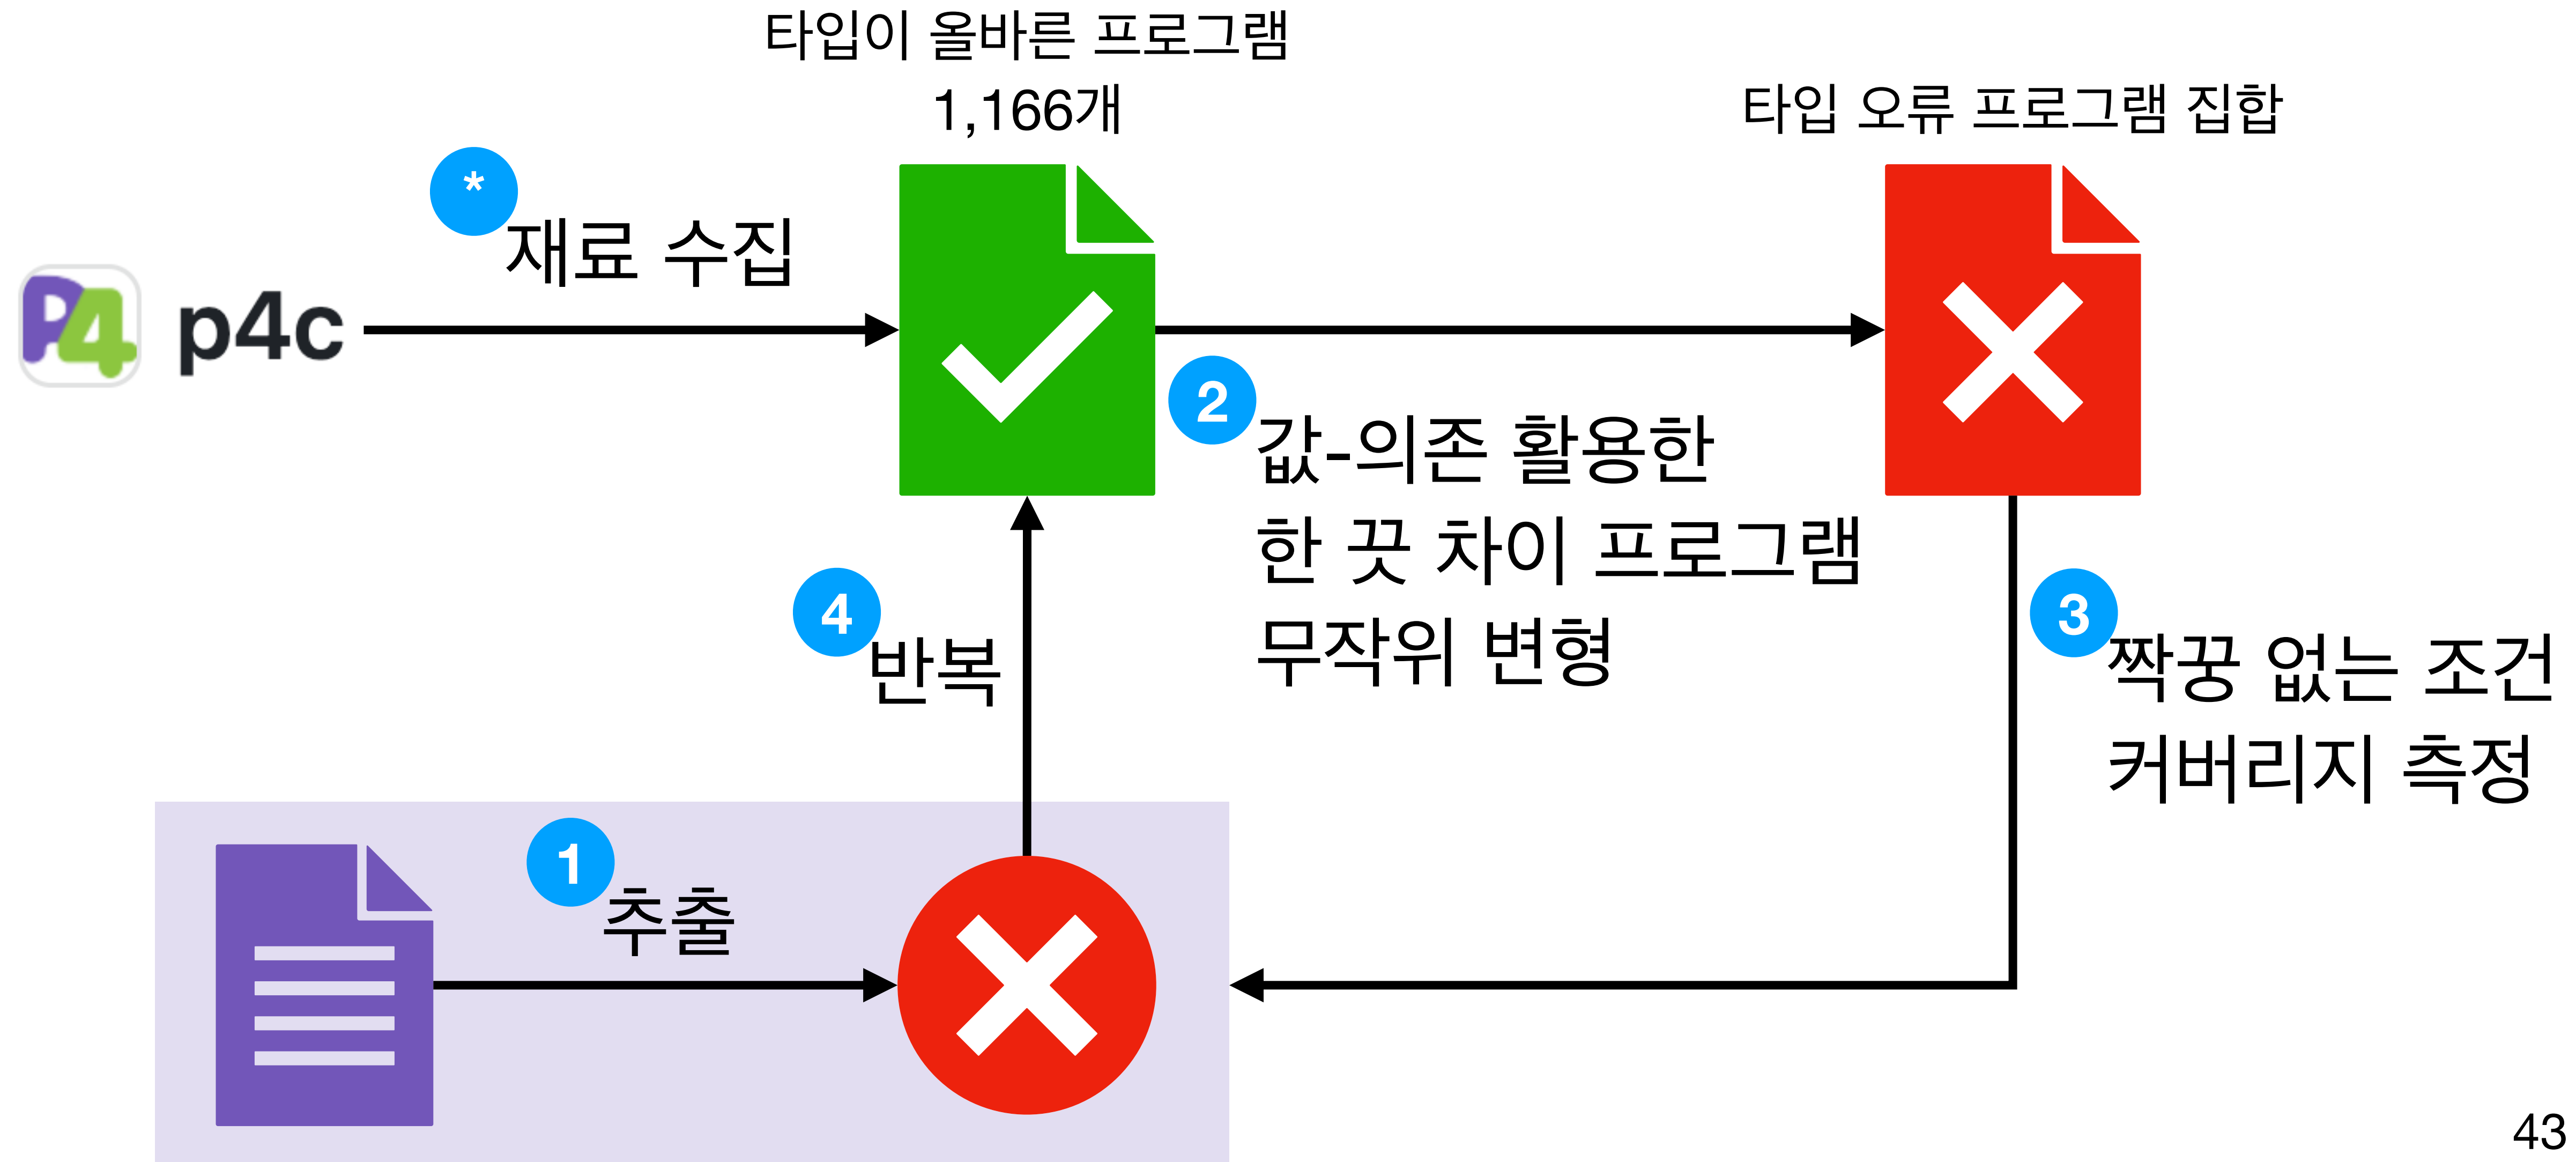 타입이 올바른 프로그램
1,166개
타입 오류 프로그램 집합
*
재료 수집
P4 p4c
2
값-의존 활용한
한 끗 차이 프로그램
무작위 변형
3
짝꿍 없는 조건
커버리지 측정
4
반복
1
추출
43